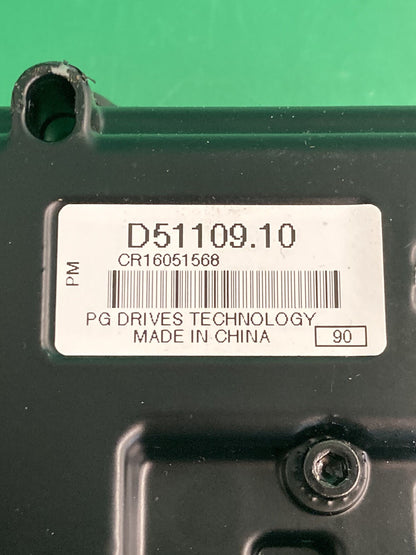 D51109.10
CR16051568
PM
PG DRIVES TECHNOLOGY
MADE IN CHINA
90